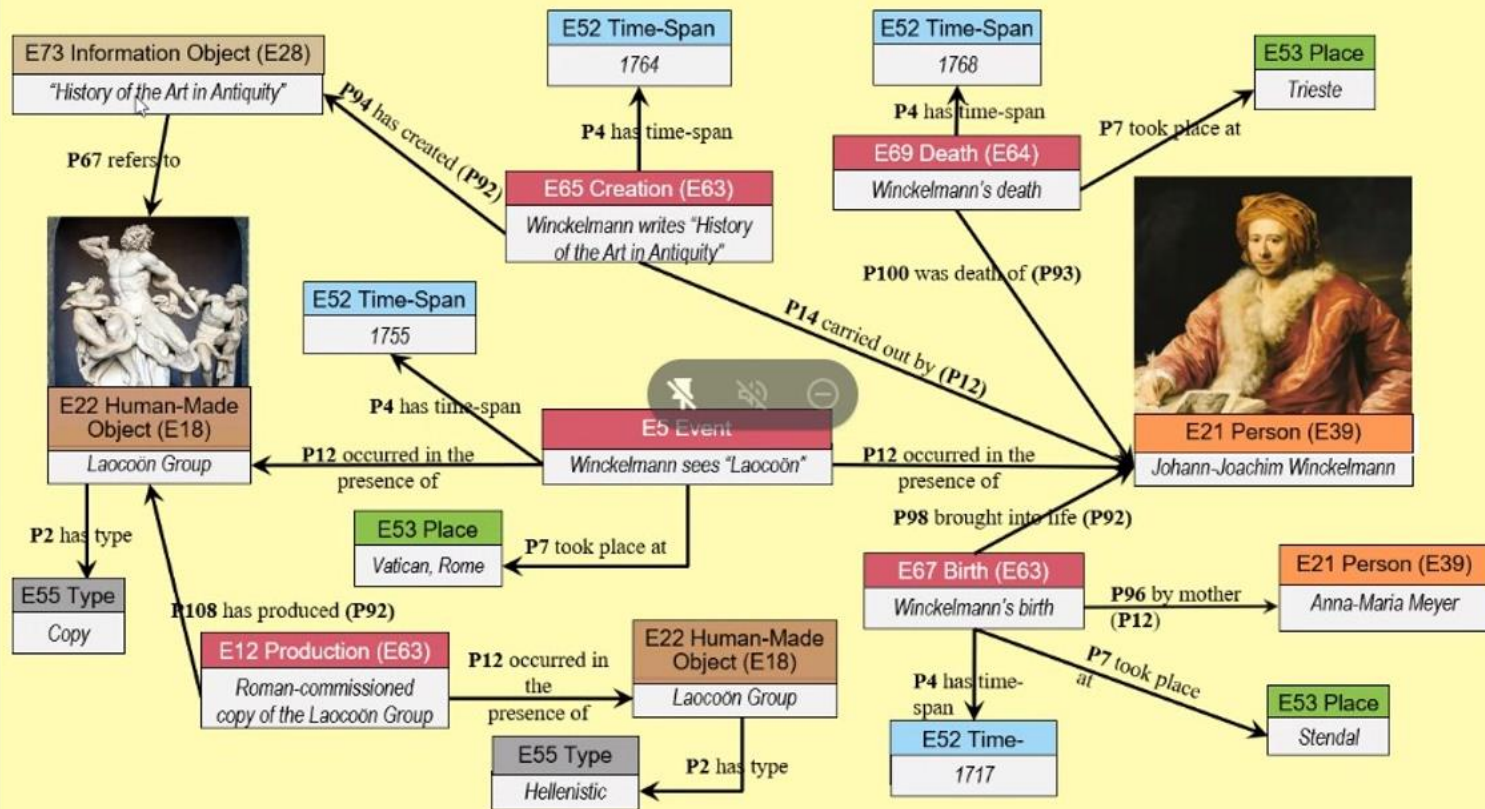 E73 Information Object (E28)
"History of the Art in Antiquity"
E52 Time-Span
1764
E52 Time-Span
1768
E53 Place
Trieste
P94 has created (P92)
P4 has time-span
P4 has time-span
P7 took place at
P67 refers to
E65 Creation (E63)
Winckelmann writes "History
of the Art in Antiquity"
E69 Death (E64)
Winckelmann's death
P100 was death of (P93)
E52 Time-Span
1755
P14 carried out by (P12)
P4 has time-span
E22 Human-Made
Object (E18)
Laocoön Group
P12 occurred in the
presence of
E5 Event
Winckelmann sees "Laocoön"
P12 occurred in the
presence of
E21 Person (E39)
Johann-Joachim Winckelmann
P98 brought into life (P92)
P2 has type
E53 Place
Vatican, Rome
P7 took place at
E55 Type
Copy
P108 has produced (P92)
E67 Birth (E63)
Winckelmann's birth
P96 by mother
(P12)
E21 Person (E39)
Anna-Maria Meyer
E12 Production (E63)
Roman-commissioned
copy of the Laocoön Group
P12 occurred in
the
presence of
E22 Human-Made
Object (E18)
Laocoön Group
P4 has time-
span
P7 took place
at
E53 Place
Stendal
E55 Type
Hellenistic
P2 has type
E52 Time-
1717